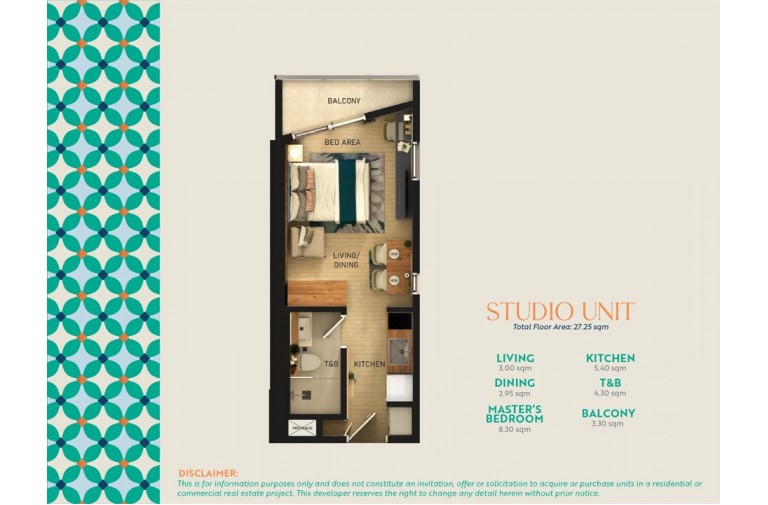 BALCONY
BED AREA
LIVING/
DINING
T&B
KITCHEN
STUDIO UNIT
Total Floor Area: 27.25 sqm
LIVING
3.00 sqm
KITCHEN
5.40 sqm
DINING
2.95 sqm
T&B
4.30 sqm
MASTER'S
BEDROOM
8.30 sqm
BALCONY
3.30 sqm
DISCLAIMER:
This is for information purposes only and does not constitute an invitation, offer or solicitation to acquire or purchase units in a residential or
commercial real estate project. This developer reserves the right to change any detail herein without prior notice.